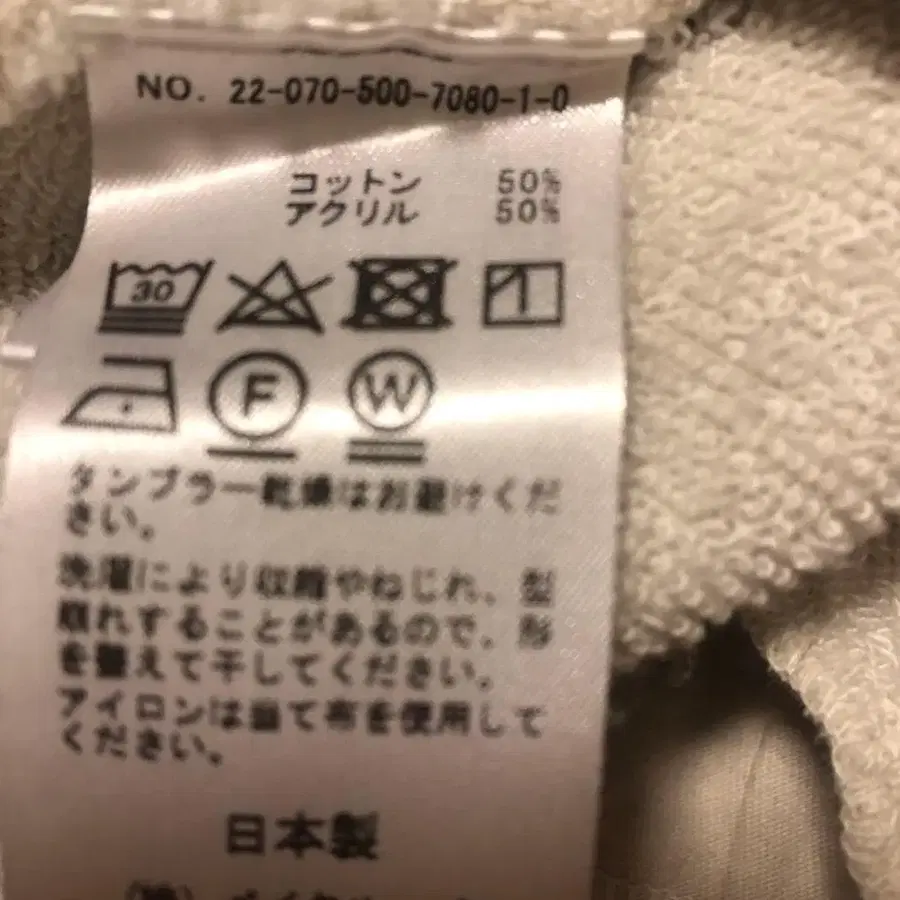 NO. 22-070-500-7080-1-0
コットン 50%
アクリル 50%
30
F W
タンブラー乾燥はお避けくだ
さい。
洗濯により収縮やねじれ、型
崩れすることがあるので、形
を整えて干してください。
アイロンは当て布を使用して
ください。
日本製
(株)